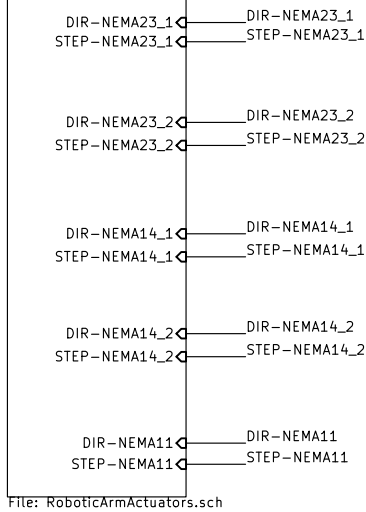 DIR-NEMA23_1 DIR-NEMA23_1
STEP-NEMA23_1 STEP-NEMA23_1
DIR-NEMA23_2 DIR-NEMA23_2
STEP-NEMA23_2 STEP-NEMA23_2
DIR-NEMA14_1 DIR-NEMA14_1
STEP-NEMA14_1 STEP-NEMA14_1
DIR-NEMA14_2 DIR-NEMA14_2
STEP-NEMA14_2 STEP-NEMA14_2
DIR-NEMA11 DIR-NEMA11
STEP-NEMA11 STEP-NEMA11
File: RoboticArmActuators.sch